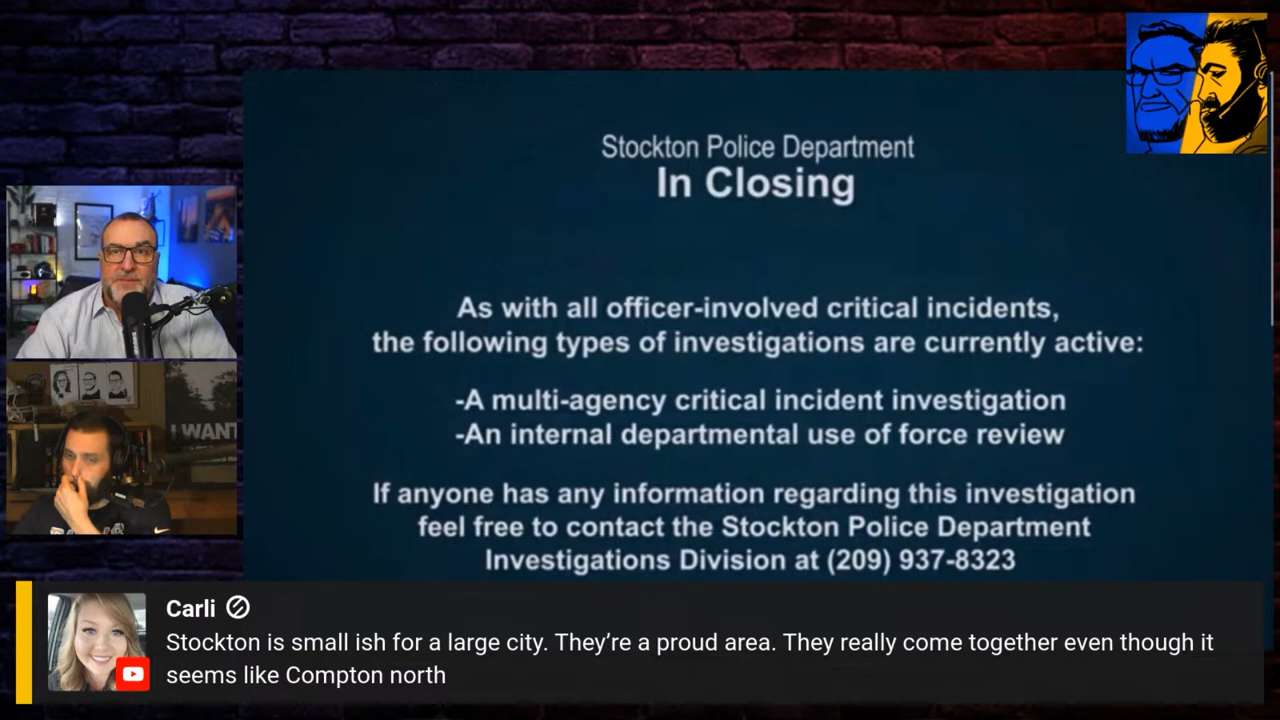 Stockton Police Department
In Closing
As with all officer-involved critical incidents,
the following types of investigations are currently active:
-A multi-agency critical incident investigation
-An internal departmental use of force review
If anyone has any information regarding this investigation
feel free to contact the Stockton Police Department
Investigations Division at (209) 937-8323
I WANT
Carli
Stockton is small ish for a large city. They’re a proud area. They really come together even though it
seems like Compton north